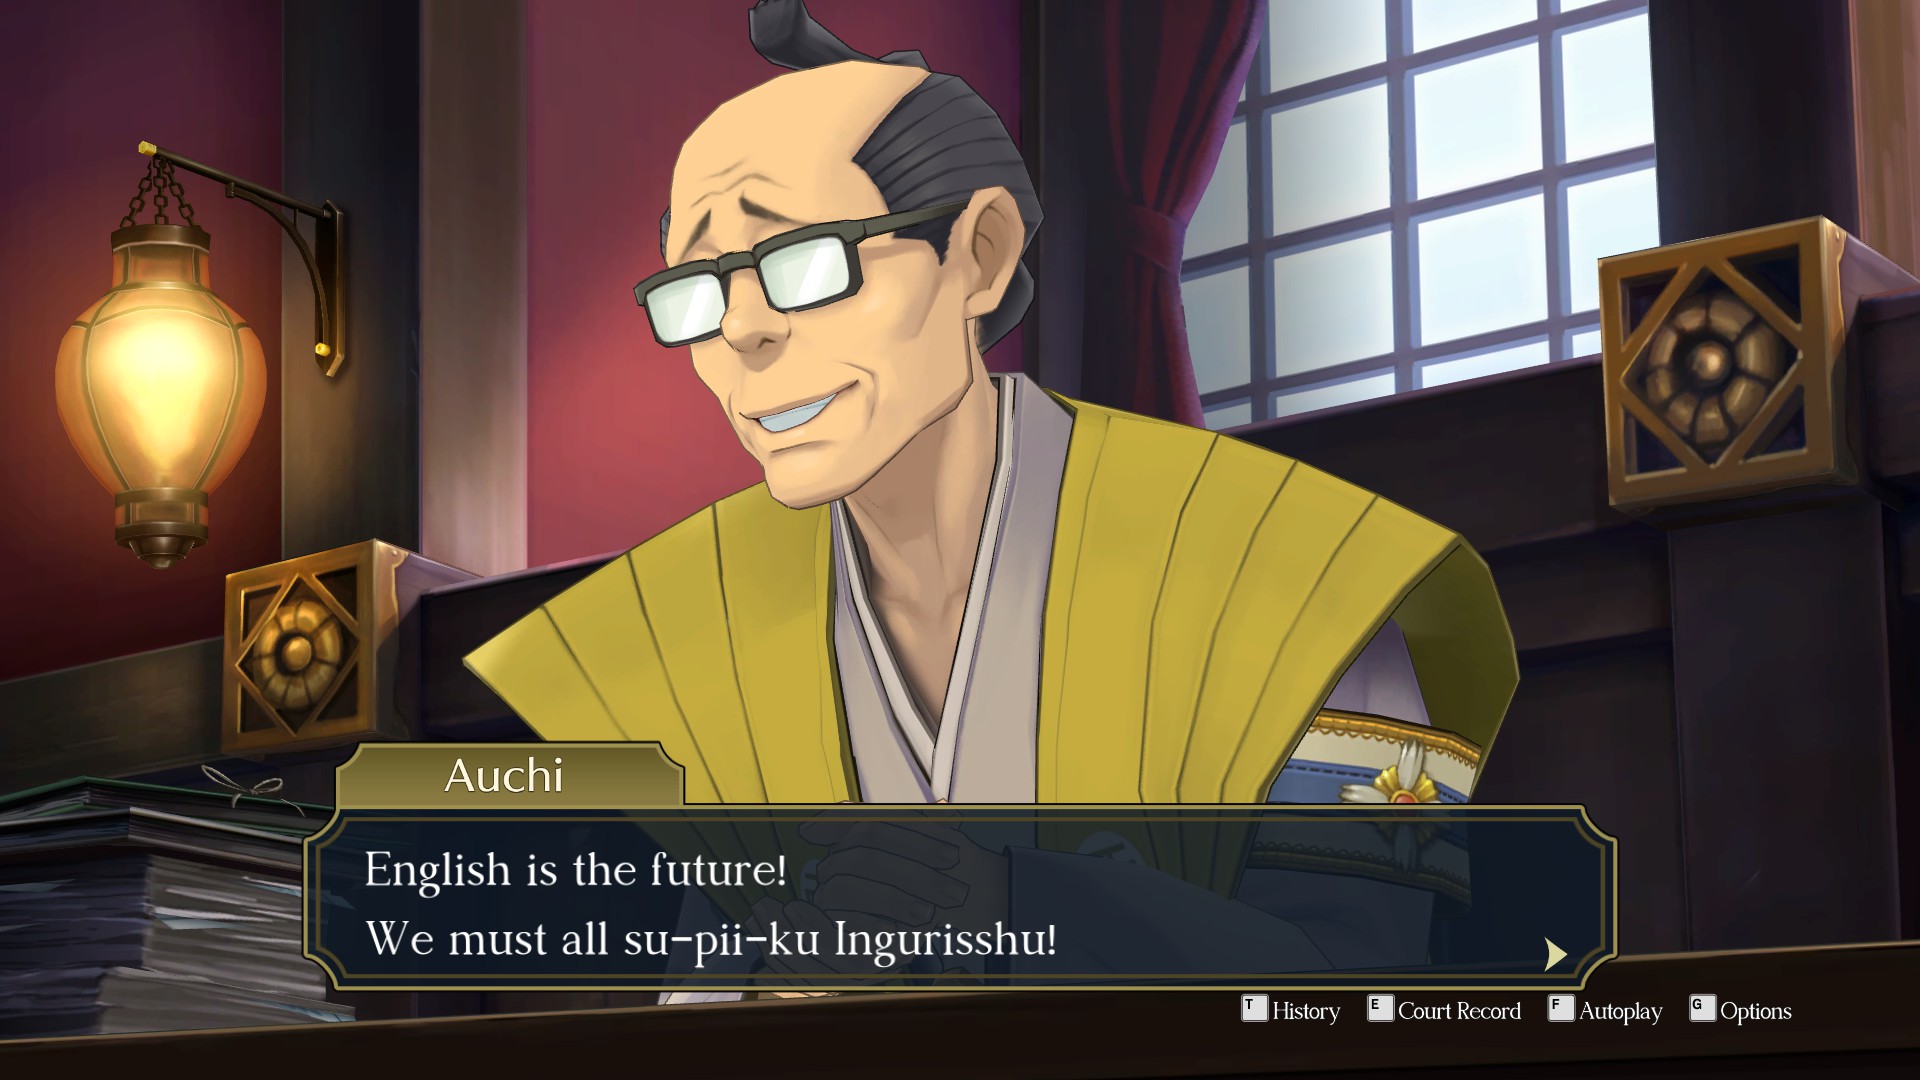 Auchi
English is the future!
We must all su-pii-ku Ingurisshu!
T History E Court Record F Autoplay G Options